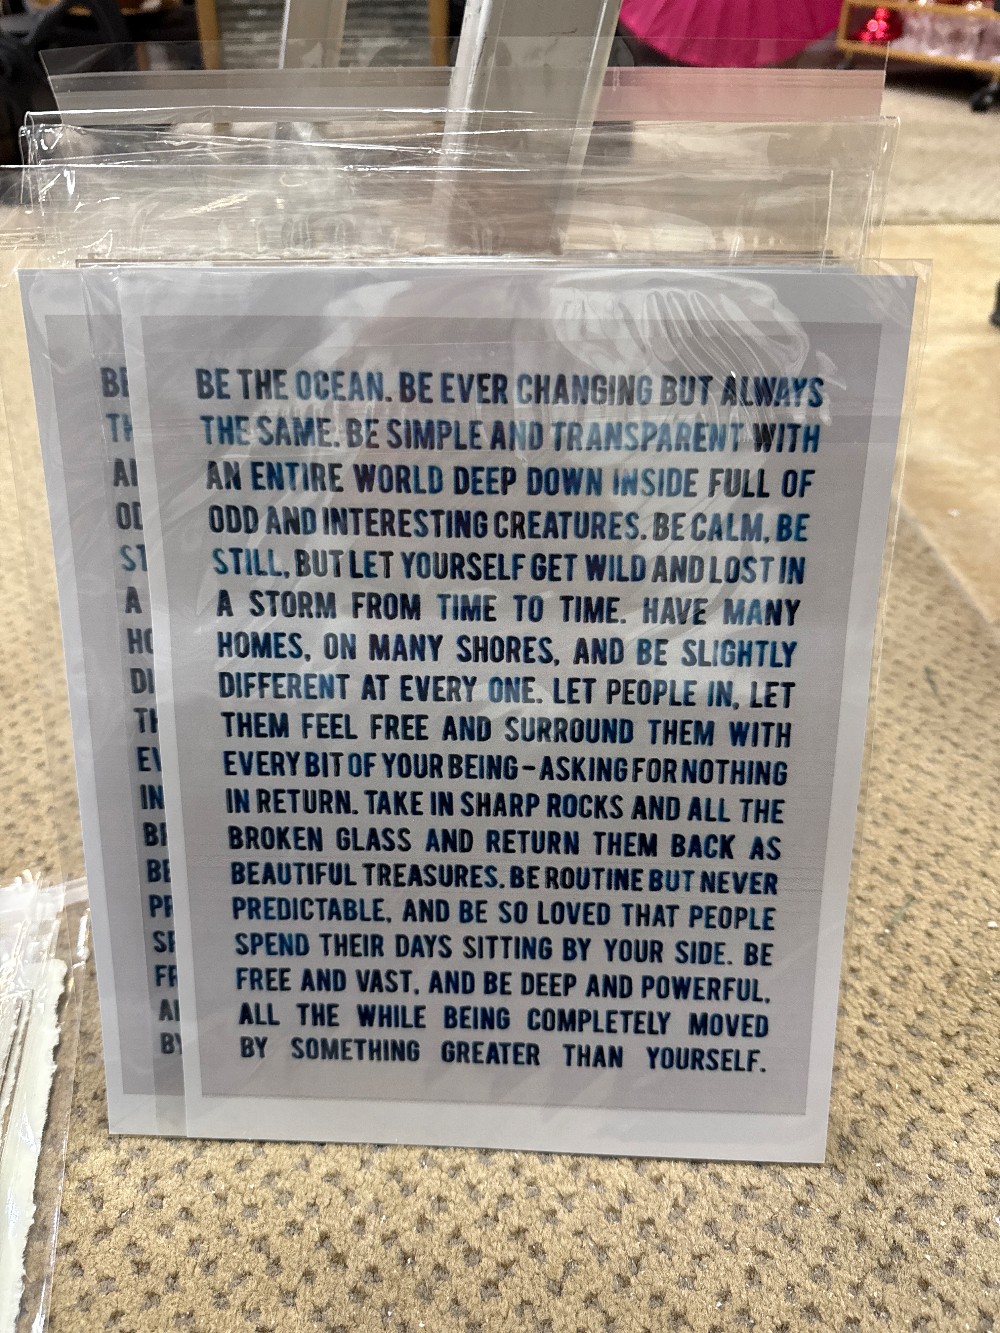 BE THE OCEAN. BE EVER CHANGING BUT ALWAYS
THE SAME. BE SIMPLE AND TRANSPARENT WITH
AN ENTIRE WORLD DEEP DOWN INSIDE FULL OF
ODD AND INTERESTING CREATURES. BE CALM, BE
STILL, BUT LET YOURSELF GET WILD AND LOST IN
A STORM FROM TIME TO TIME. HAVE MANY
HOMES, ON MANY SHORES, AND BE SLIGHTLY
DIFFERENT AT EVERY ONE. LET PEOPLE IN, LET
THEM FEEL FREE AND SURROUND THEM WITH
EVERY BIT OF YOUR BEING – ASKING FOR NOTHING
IN RETURN. TAKE IN SHARP ROCKS AND ALL THE
BROKEN GLASS AND RETURN THEM BACK AS
BEAUTIFUL TREASURES. BE ROUTINE BUT NEVER
PREDICTABLE, AND BE SO LOVED THAT PEOPLE
SPEND THEIR DAYS SITTING BY YOUR SIDE. BE
FREE AND VAST, AND BE DEEP AND POWERFUL,
ALL THE WHILE BEING COMPLETELY MOVED
BY SOMETHING GREATER THAN YOURSELF.